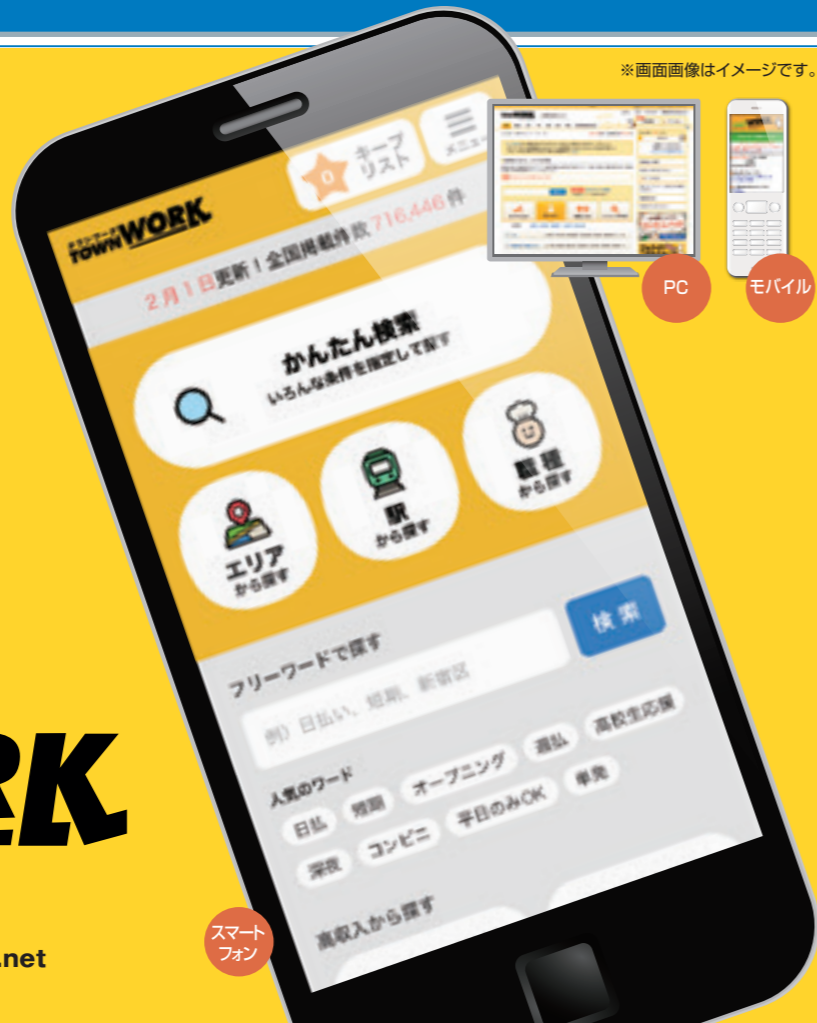 ※画面画像はイメージです。
PC
モバイル
0
キープ
リスト
メニュー
タウンワーク
TOWNWORK
2月1日更新！全国掲載件数 716,446件
かんたん検索
いろんな条件を指定して探す
エリア
から探す
駅
から探す
職種
から探す
フリーワードで探す
例）日払い、短期、新宿区
検索
人気のワード
日払
短期
オープニング
週払
高校生応援
深夜
コンビニ
平日のみOK
単発
高収入から探す
RK
スマート
フォン
.net